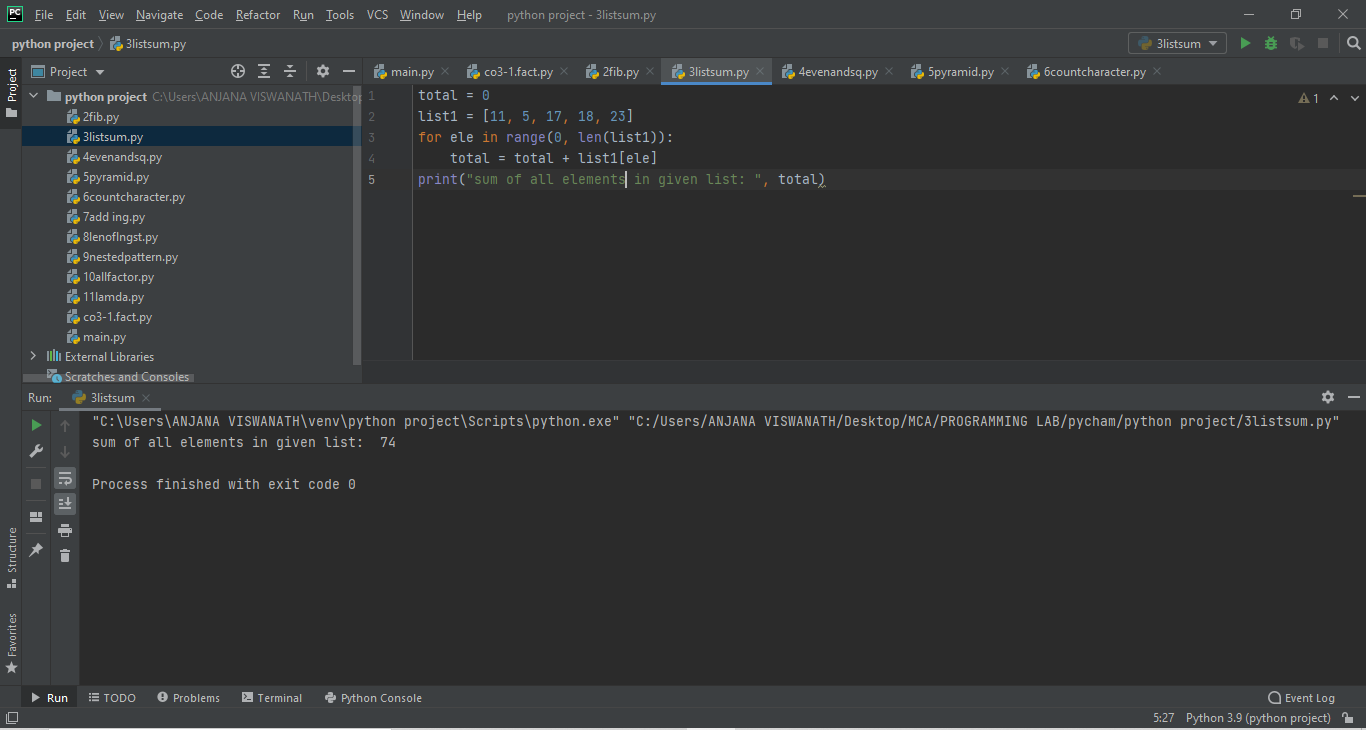 PC File Edit View Navigate Code Refactor Run Tools VCS Window Help python project - 3listsum.py
python project 3listsum.py 3listsum
Project
Project
main.py co3-1.fact.py 2fib.py 3listsum.py 4evenandsq.py 5pyramid.py 6countcharacter.py
python project C:\Users\ANJANA VISWANATH\Desktop
2fib.py
3listsum.py
4evenandsq.py
5pyramid.py
6countcharacter.py
7add ing.py
8lenoflngst.py
9nestedpattern.py
10allfactor.py
11lamda.py
co3-1.fact.py
main.py
External Libraries
Scratches and Consoles
1 total = 0
2 list1 = [11, 5, 17, 18, 23]
3 for ele in range(0, len(list1)):
4 total = total + list1[ele]
5 print("sum of all elements in given list: ", total)
1
Run: 3listsum
"C:\Users\ANJANA VISWANATH\venv\python project\Scripts\python.exe" "C:/Users/ANJANA VISWANATH/Desktop/MCA/PROGRAMMING LAB/pycham/python project/3listsum.py"
sum of all elements in given list:  74
Process finished with exit code 0
Structure
Favorites
Run TODO Problems Terminal Python Console Event Log
5:27 Python 3.9 (python project)